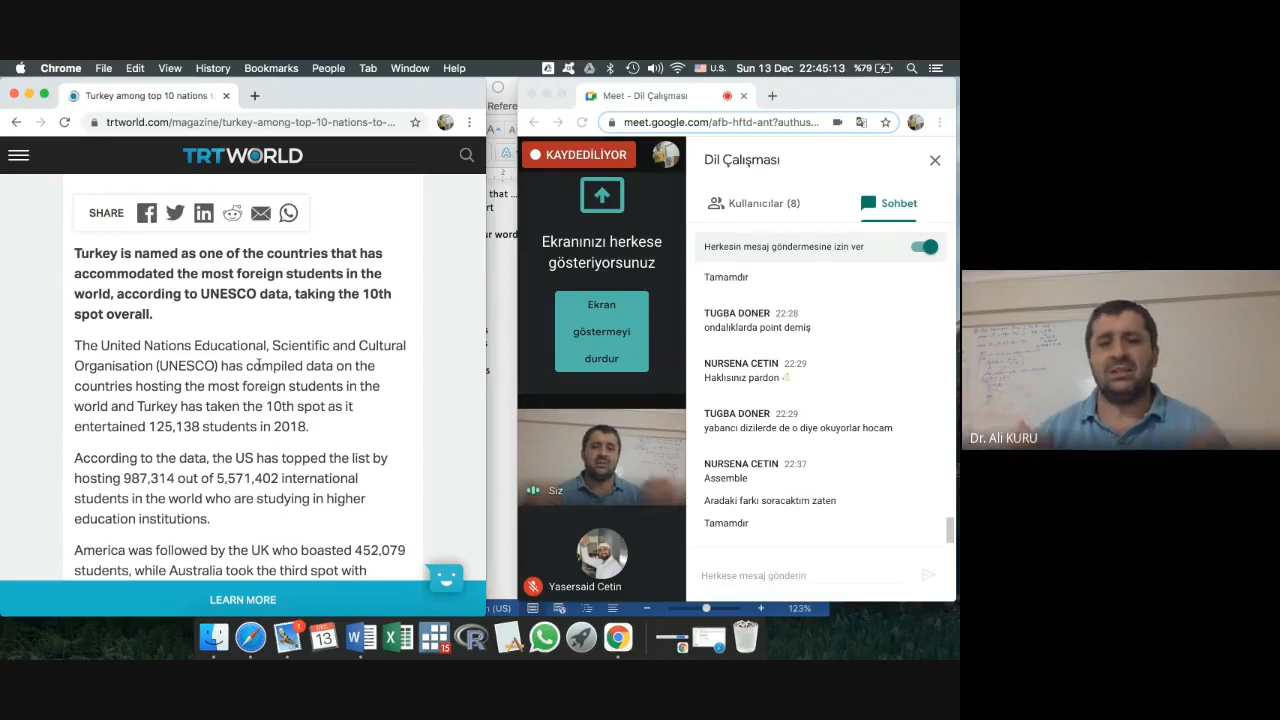 Chrome File Edit View History Bookmarks People Tab Window Help
U.S. Sun 13 Dec 22:45:13 %79
Turkey among top 10 nations t
trtworld.com/magazine/turkey-among-top-10-nations-to-...
TRTWORLD
SHARE
Turkey is named as one of the countries that has
accommodated the most foreign students in the
world, according to UNESCO data, taking the 10th
spot overall.
The United Nations Educational, Scientific and Cultural
Organisation (UNESCO) has compiled data on the
countries hosting the most foreign students in the
world and Turkey has taken the 10th spot as it
entertained 125,138 students in 2018.
According to the data, the US has topped the list by
hosting 987,314 out of 5,571,402 international
students in the world who are studying in higher
education institutions.
America was followed by the UK who boasted 452,079
students, while Australia took the third spot with
LEARN MORE
Refere
that ...
rt
ur word
s
(US)
123%
Meet - Dil Çalışması
meet.google.com/afb-hftd-ant?authus...
KAYDEDİLİYOR
Ekranınızı herkese
gösteriyorsunuz
Ekran
göstermeyi
durdur
Siz
Yasersaid Cetin
Dil Çalışması
Kullanıcılar (8)
Sohbet
Herkesin mesaj göndermesine izin ver
Tamamdır
TUGBA DONER 22:28
ondalıklarda point demiş
NURSENA CETIN 22:29
Haklısınız pardon
TUGBA DONER 22:29
yabancı dizilerde de o diye okuyorlar hocam
NURSENA CETIN 22:37
Assemble
Aradaki farkı soracaktım zaten
Tamamdır
Herkese mesaj gönderin
1
DEC
13
15
Dr. Ali KURU